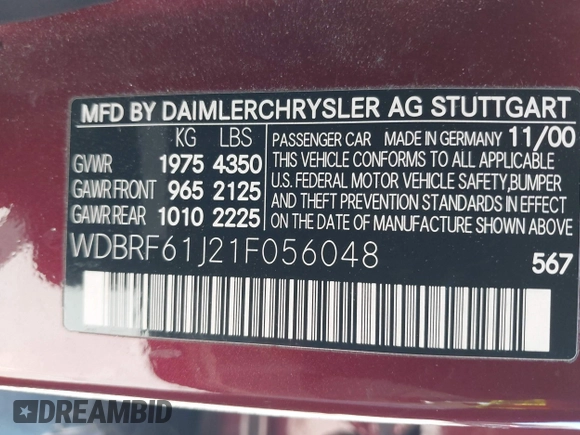 MFD BY DAIMLERCHRYSLER AG STUTTGART
KG LBS
GVWR 1975 4350
GAWR FRONT 965 2125
GAWR REAR 1010 2225
PASSENGER CAR MADE IN GERMANY 11/00
THIS VEHICLE CONFORMS TO ALL APPLICABLE
U.S. FEDERAL MOTOR VEHICLE SAFETY,BUMPER
AND THEFT PREVENTION STANDARDS IN EFFECT
ON THE DATE OF MANUFACTURE SHOWN ABOVE.
WDBRF61J21F056048
567
DREAMBID